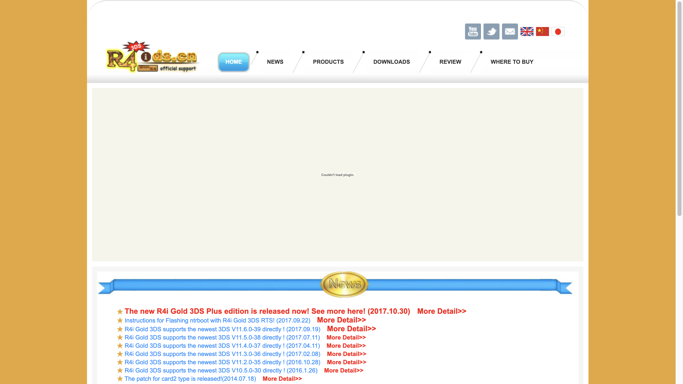 You
Tube
R4ids.cn
official support
HOME
NEWS
PRODUCTS
DOWNLOADS
REVIEW
WHERE TO BUY
Couldn't load plugin.
News
The new R4i Gold 3DS Plus edition is released now! See more here! (2017.10.30) More Detail>>
Instructions for Flashing ntrboot with R4i Gold 3DS RTS! (2017.09.22) More Detail>>
R4i Gold 3DS supports the newest 3DS V11.6.0-39 directly ! (2017.09.19) More Detail>>
R4i Gold 3DS supports the newest 3DS V11.5.0-38 directly ! (2017.07.11) More Detail>>
R4i Gold 3DS supports the newest 3DS V11.4.0-37 directly ! (2017.04.11) More Detail>>
R4i Gold 3DS supports the newest 3DS V11.3.0-36 directly ! (2017.02.08) More Detail>>
R4i Gold 3DS supports the newest 3DS V11.2.0-35 directly ! (2016.10.28) More Detail>>
R4i Gold 3DS supports the newest 3DS V10.5.0-30 directly ! (2016.1.26) More Detail>>
The patch for card2 type is released!!(2014.07.18) More Detail>>